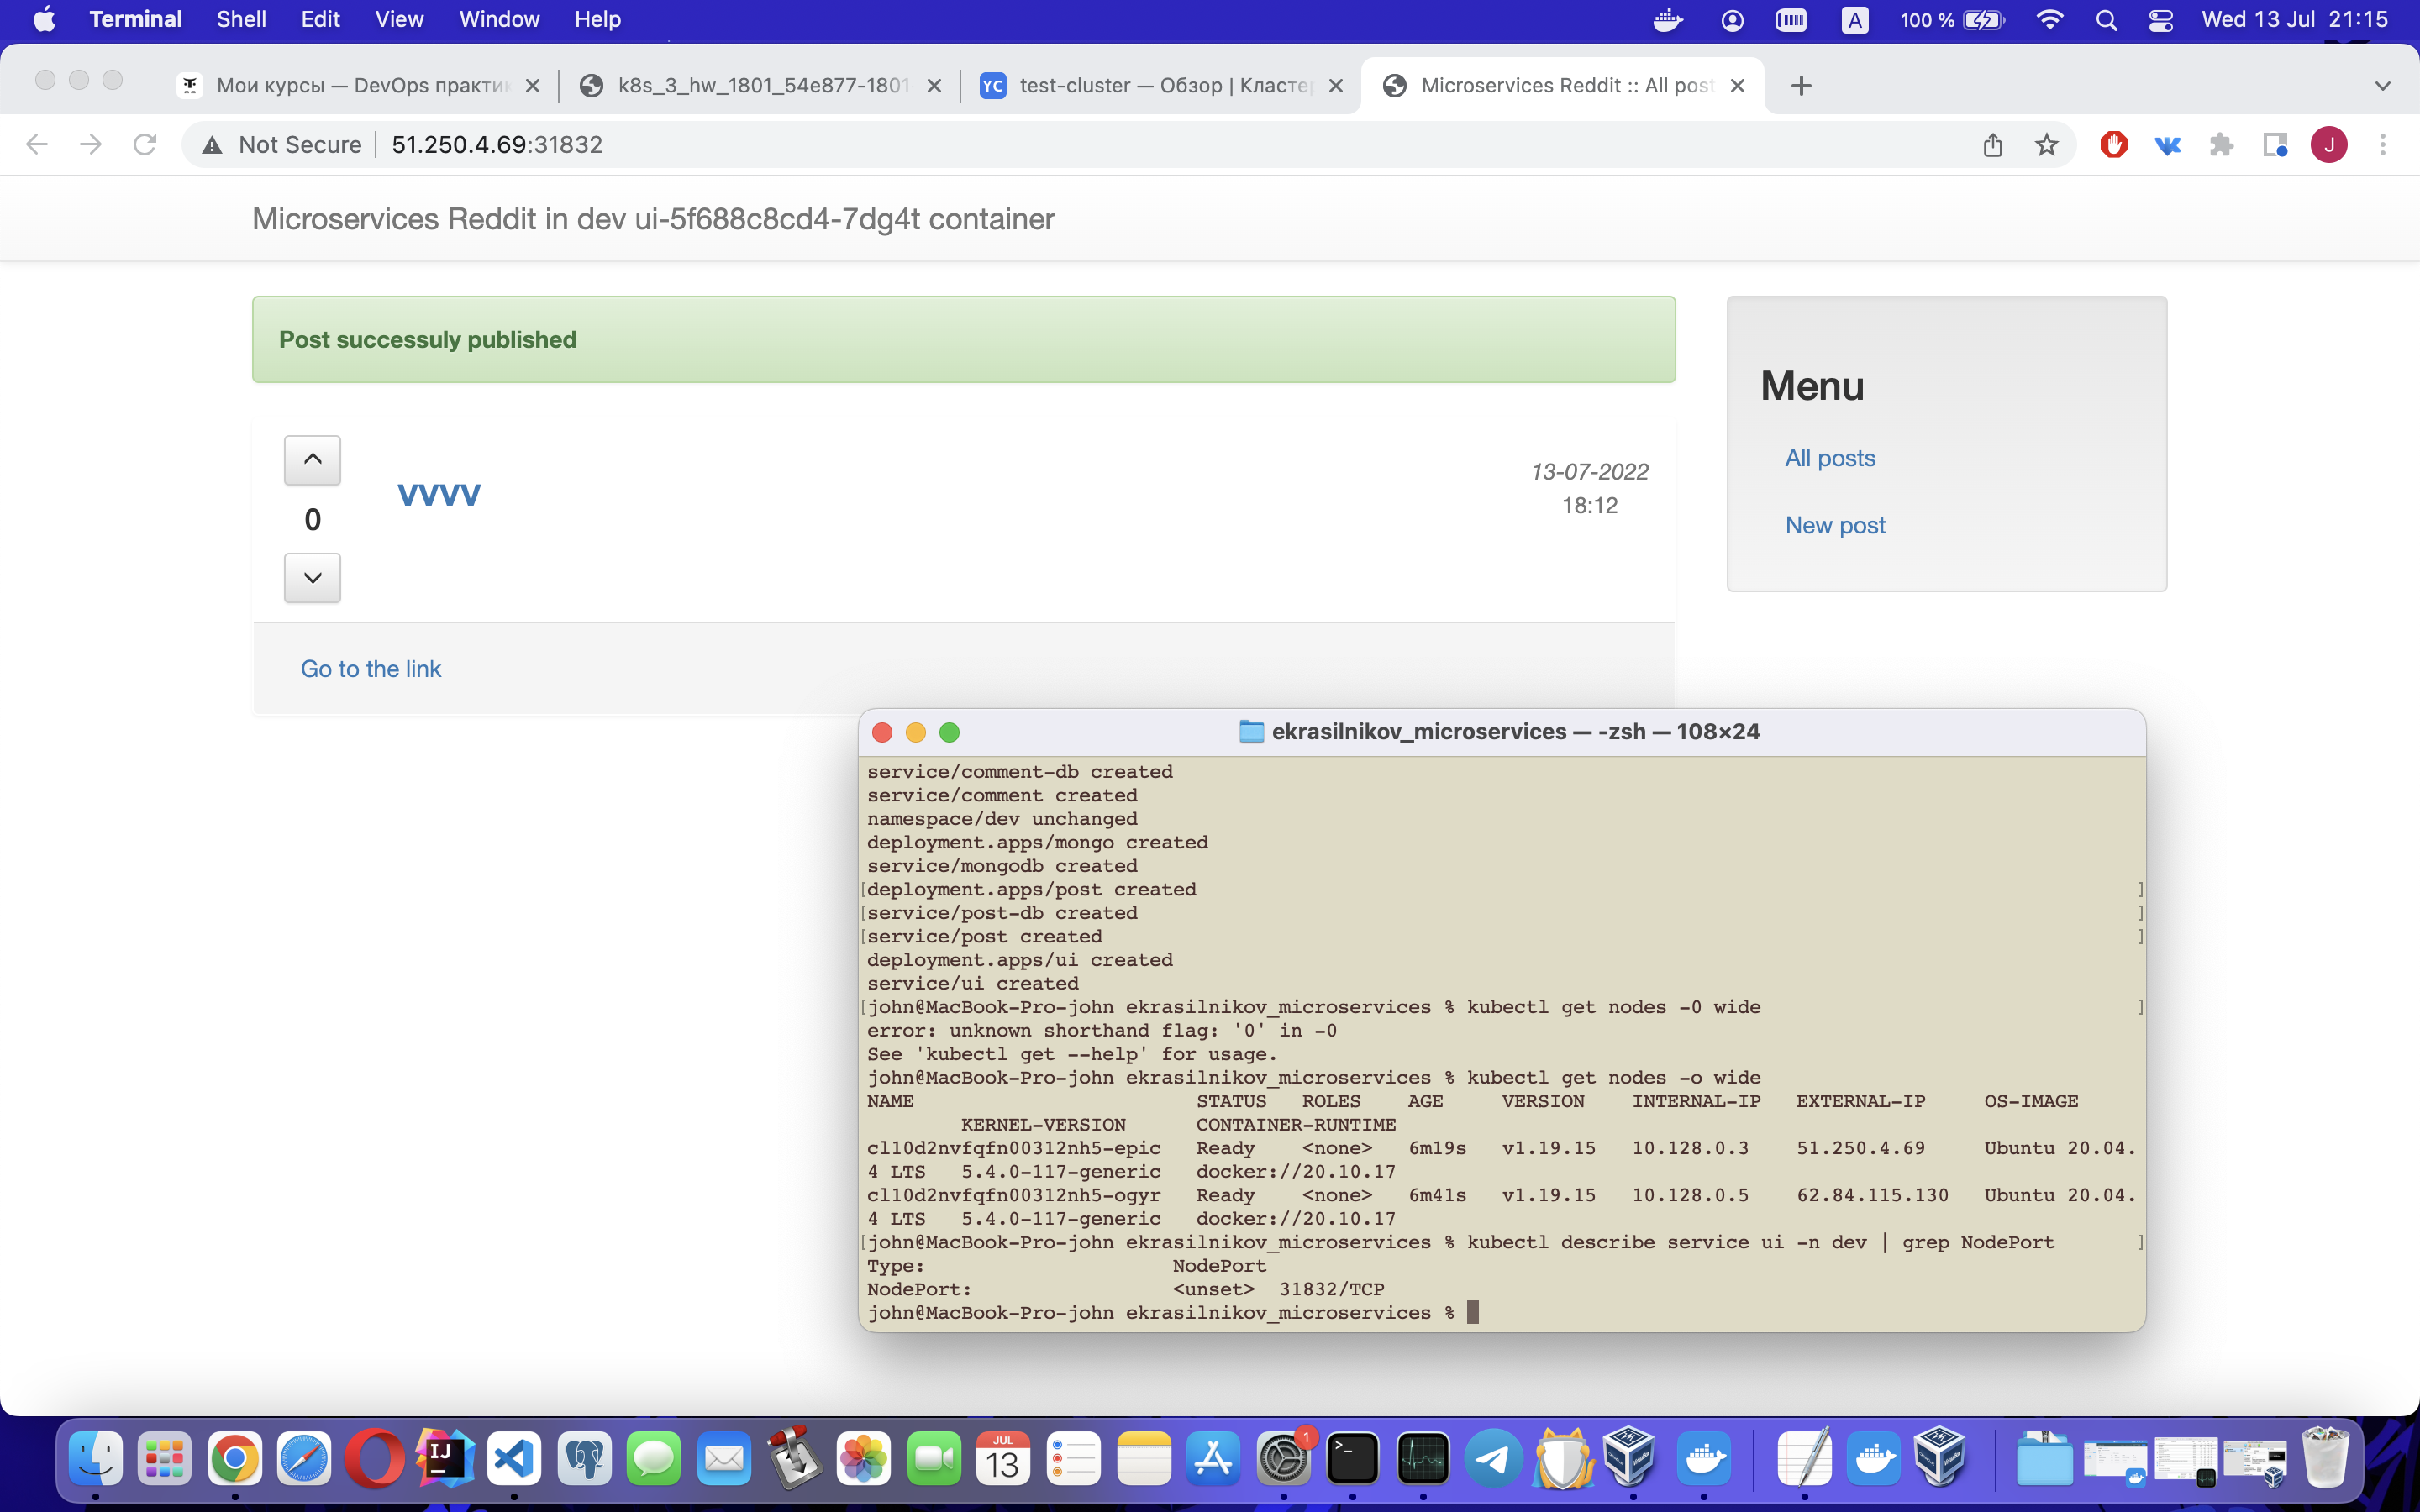 Terminal Shell Edit View Window Help A 100 % Wed 13 Jul 21:15
Мои курсы — DevOps практик k8s_3_hw_1801_54e877-1801 YC test-cluster — Обзор | Кластер Microservices Reddit :: All post
Not Secure 51.250.4.69:31832 J
Microservices Reddit in dev ui-5f688c8cd4-7dg4t container
Post successuly published
Menu
All posts
New post
0
vvvv
13-07-2022
18:12
Go to the link
ekrasilnikov_microservices — -zsh — 108×24
service/comment-db created
service/comment created
namespace/dev unchanged
deployment.apps/mongo created
service/mongodb created
[deployment.apps/post created ]
[service/post-db created ]
[service/post created ]
deployment.apps/ui created
service/ui created
[john@MacBook-Pro-john ekrasilnikov_microservices % kubectl get nodes -0 wide ]
error: unknown shorthand flag: '0' in -0
See 'kubectl get --help' for usage.
john@MacBook-Pro-john ekrasilnikov_microservices % kubectl get nodes -o wide
NAME STATUS ROLES AGE VERSION INTERNAL-IP EXTERNAL-IP OS-IMAGE
KERNEL-VERSION CONTAINER-RUNTIME
cl10d2nvfqfn00312nh5-epic Ready <none> 6m19s v1.19.15 10.128.0.3 51.250.4.69 Ubuntu 20.04.
4 LTS 5.4.0-117-generic docker://20.10.17
cl10d2nvfqfn00312nh5-ogyr Ready <none> 6m41s v1.19.15 10.128.0.5 62.84.115.130 Ubuntu 20.04.
4 LTS 5.4.0-117-generic docker://20.10.17
[john@MacBook-Pro-john ekrasilnikov_microservices % kubectl describe service ui -n dev | grep NodePort ]
Type: NodePort
NodePort: <unset> 31832/TCP
john@MacBook-Pro-john ekrasilnikov_microservices %
IJ
JUL
13
1
>_